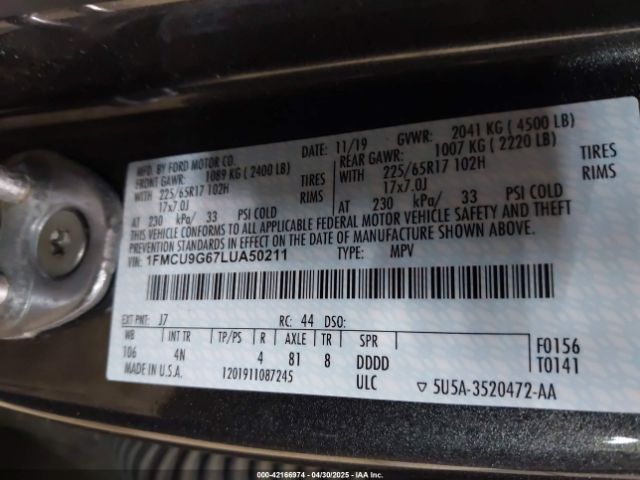 MFD. BY FORD MOTOR CO. DATE: 11/19 GVWR: 2041 KG ( 4500 LB)
FRONT GAWR: 1089 KG ( 2400 LB) REAR GAWR: 1007 KG ( 2220 LB)
WITH 225/65R17 102H TIRES WITH 225/65R17 102H TIRES
17x7.0J RIMS 17x7.0J RIMS
AT 230 kPa/ 33 PSI COLD AT 230 kPa/ 33 PSI COLD
THIS VEHICLE CONFORMS TO ALL APPLICABLE FEDERAL MOTOR VEHICLE SAFETY AND THEFT
PREVENTION STANDARDS IN EFFECT ON THE DATE OF MANUFACTURE SHOWN ABOVE.
VIN: 1FMCU9G67LUA50211 TYPE: MPV
EXT PNT: J7 RC: 44 DSO:
WB INT TR TP/PS R AXLE TR SPR F0156
106 4N 4 81 8 DDDD T0141
MADE IN U.S.A. 1201911087245 ULC ▽ 5U5A-3520472-AA
000-42166974 | 04/30/2025 - IAA Inc.